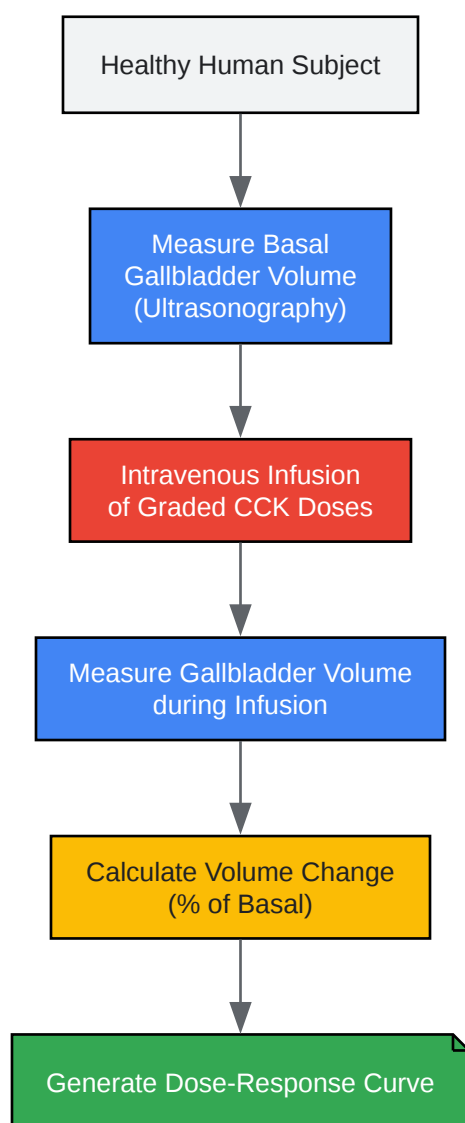 Healthy Human Subject
Measure Basal
Gallbladder Volume
(Ultrasonography)
Intravenous Infusion
of Graded CCK Doses
Measure Gallbladder Volume
during Infusion
Calculate Volume Change
(% of Basal)
Generate Dose-Response Curve